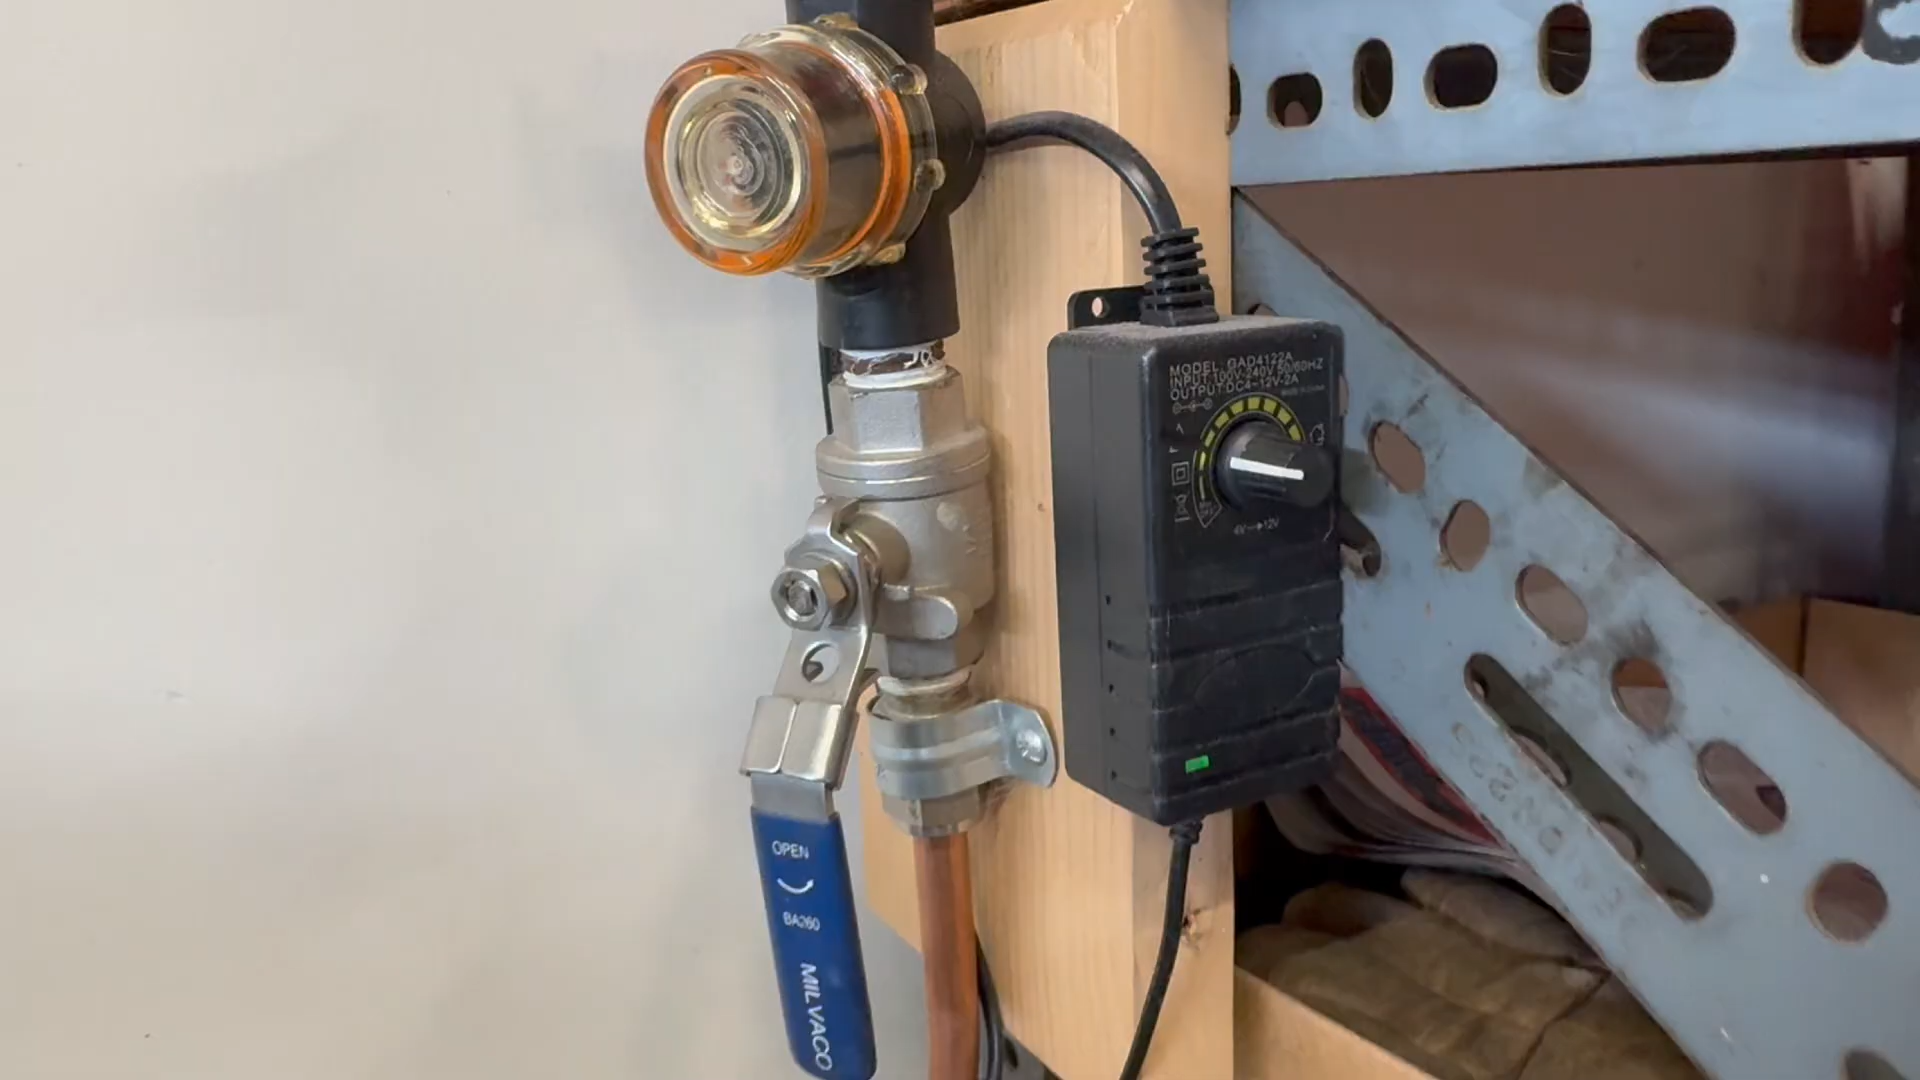 MODEL: GAD4122A
INPUT:100V-240V 50/60HZ
OUTPUT:DC4-12V-2A
4V→12V
OPEN
BA260
MILVACO